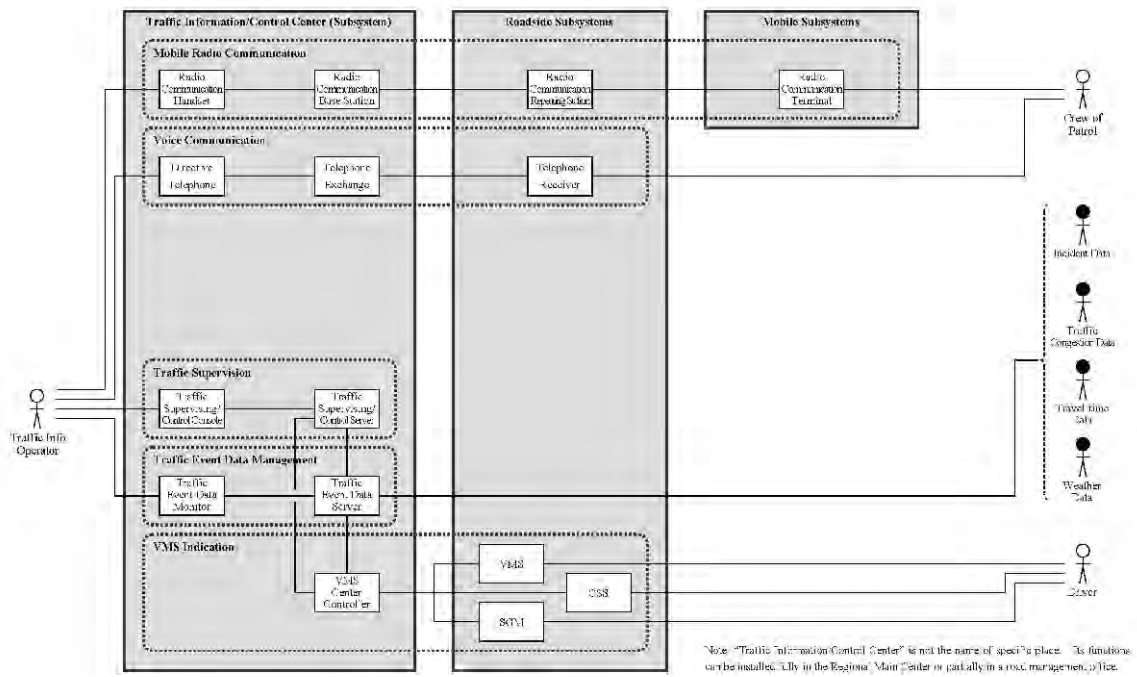 Traffic Information/Control Center (Subsystem)
Roadside Subsystems
Mobile Subsystems
Mobile Radio Communication
Radio
Communication
Handset
Radio
Communication
Base Station
Radio
Communication
Repeating Station
Radio
Communication
Terminal
Crew of
Patrol
Voice Communication
Directive
Telephone
Telephone
Exchange
Telephone
Receiver
Incident Data
Traffic
Congestion Data
Travel Time
Data
Weather
Data
Traffic Supervision
Traffic
Supervising/
Control Console
Traffic
Supervising/
Control Server
Traffic Info
Operator
Traffic Event Data Management
Traffic
Event Data
Monitor
Traffic
Event Data
Server
VMS Indication
VMS
Center
Controller
VMS
CSS
SGM
Driver
Note: "Traffic Information/Control Center" is not the name of specific place. Its functions
can be installed fully in the Regional Main Center or partially in a road management office.